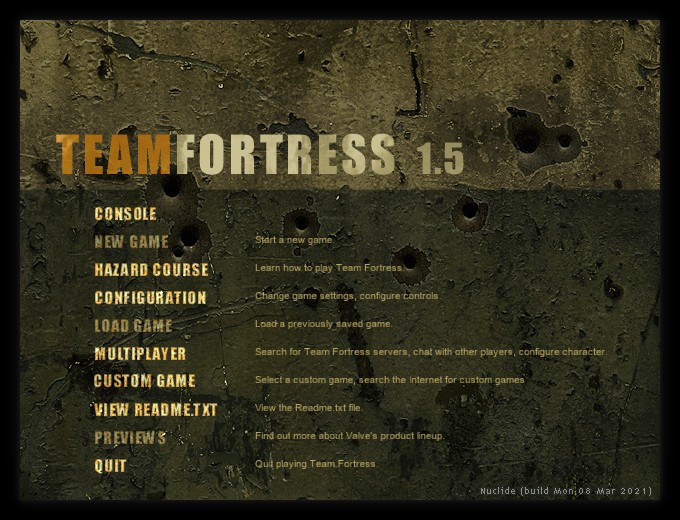 TEAMFORTRESS 1.5
CONSOLE
NEW GAME Start a new game.
HAZARD COURSE Learn how to play Team Fortress.
CONFIGURATION Change game settings, configure controls.
LOAD GAME Load a previously saved game.
MULTIPLAYER Search for Team Fortress servers, chat with other players, configure character.
CUSTOM GAME Select a custom game, search the Internet for custom games
VIEW README.TXT View the Readme.txt file.
PREVIEWS Find out more about Valve's product lineup.
QUIT Quit playing Team Fortress.
Nuclide (build Mon 08 Mar 2021)